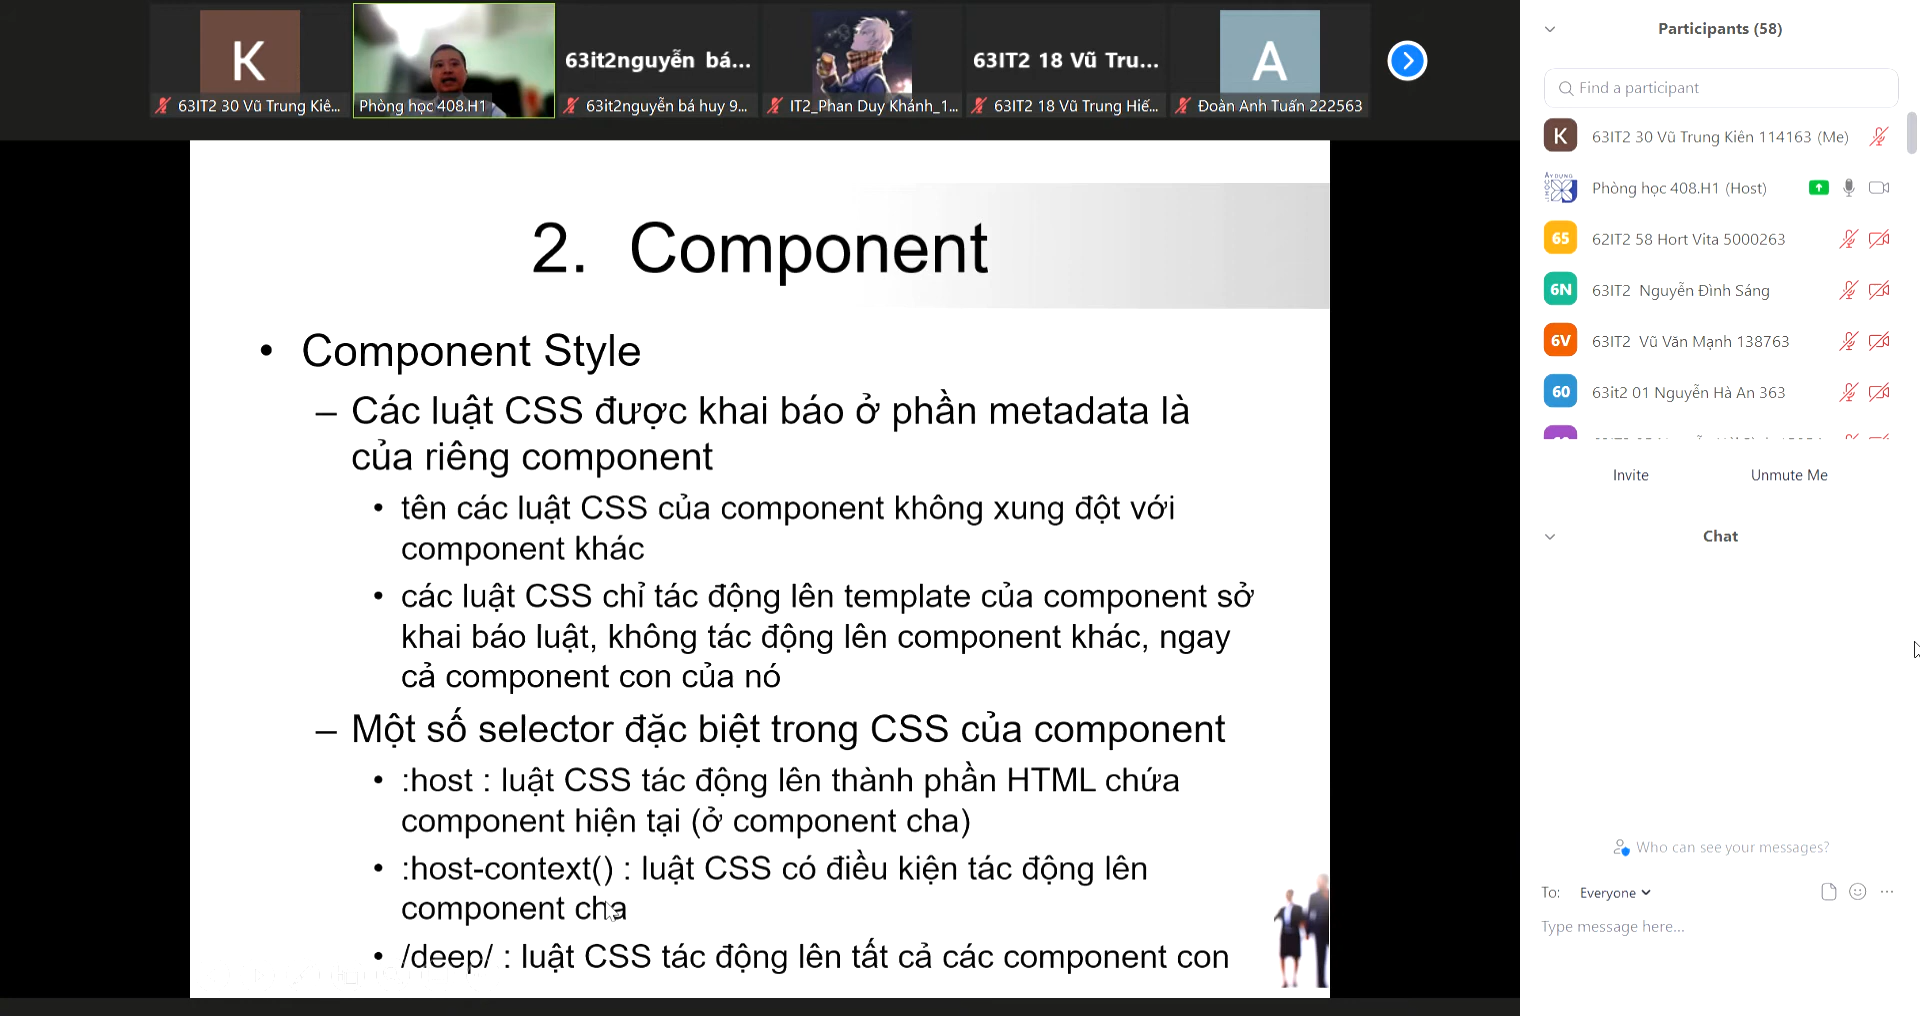 K
63IT2 30 Vũ Trung Kiê...
Phòng học 408.H1
63it2nguyễn bá...
63it2nguyễn bá huy 9...
IT2_Phan Duy Khánh_1...
63IT2 18 Vũ Tru...
63IT2 18 Vũ Trung Hiế...
A
Đoàn Anh Tuấn 222563
2. Component
• Component Style
– Các luật CSS được khai báo ở phần metadata là
của riêng component
• tên các luật CSS của component không xung đột với
component khác
• các luật CSS chỉ tác động lên template của component sở
khai báo luật, không tác động lên component khác, ngay
cả component con của nó
– Một số selector đặc biệt trong CSS của component
• :host : luật CSS tác động lên thành phần HTML chứa
component hiện tại (ở component cha)
• :host-context() : luật CSS có điều kiện tác động lên
component cha
• /deep/ : luật CSS tác động lên tất cả các component con
Participants (58)
Find a participant
K 63IT2 30 Vũ Trung Kiên 114163 (Me)
Phòng học 408.H1 (Host)
65 62IT2 58 Hort Vita 5000263
6N 63IT2 Nguyễn Đình Sáng
6V 63IT2 Vũ Văn Mạnh 138763
60 63it2 01 Nguyễn Hà An 363
Invite Unmute Me
Chat
Who can see your messages?
To: Everyone
Type message here...